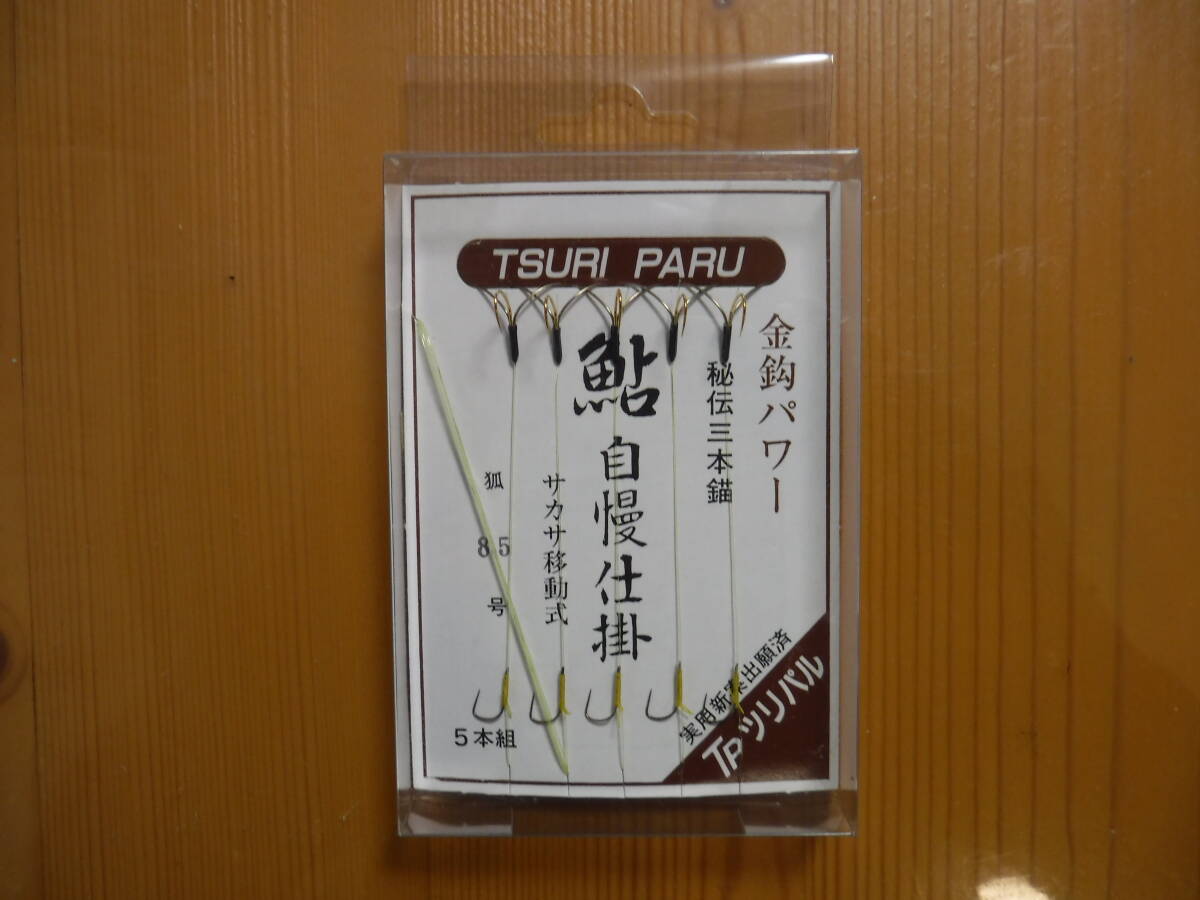 TSURI PARU
金鈎パワー
秘伝三本錨
鮎自慢仕掛
サカサ移動式
狐 8.5 号
5本組
実用新案出願済
TPツリパル